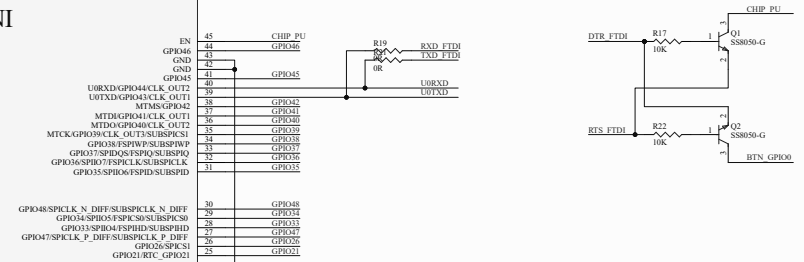 NI
EN 45 CHIP_PU
GPIO46 44 GPIO46
GND 43
GND 42
GPIO45 41 GPIO45
U0RXD/GPIO44/CLK_OUT2 40 U0RXD
U0TXD/GPIO43/CLK_OUT1 39 U0TXD
MTMS/GPIO42 38 GPIO42
MTDI/GPIO41/CLK_OUT1 37 GPIO41
MTDO/GPIO40/CLK_OUT2 36 GPIO40
MTCK/GPIO39/CLK_OUT3/SUBSPICS1 35 GPIO39
GPIO38/FSPIWP/SUBSPIWP 34 GPIO38
GPIO37/SPIDQS/FSPIQ/SUBSPIQ 33 GPIO37
GPIO36/SPIIO7/FSPICLK/SUBSPICLK 32 GPIO36
GPIO35/SPIIO6/FSPID/SUBSPID 31 GPIO35
GPIO48/SPICLK_N_DIFF/SUBSPICLK_N_DIFF 30 GPIO48
GPIO34/SPIIO5/FSPICS0/SUBSPICS0 29 GPIO34
GPIO33/SPIIO4/FSPIHD/SUBSPIHD 28 GPIO33
GPIO47/SPICLK_P_DIFF/SUBSPICLK_P_DIFF 27 GPIO47
GPIO26/SPICS1 26 GPIO26
GPIO21/RTC_GPIO21 25 GPIO21
R19 RXD_FTDI
TXD_FTDI
0R
CHIP_PU
3
DTR_FTDI R17 1 Q1
10K SS8050-G
2
2
RTS_FTDI R22 1 Q2
10K SS8050-G
3
BTN_GPIO0